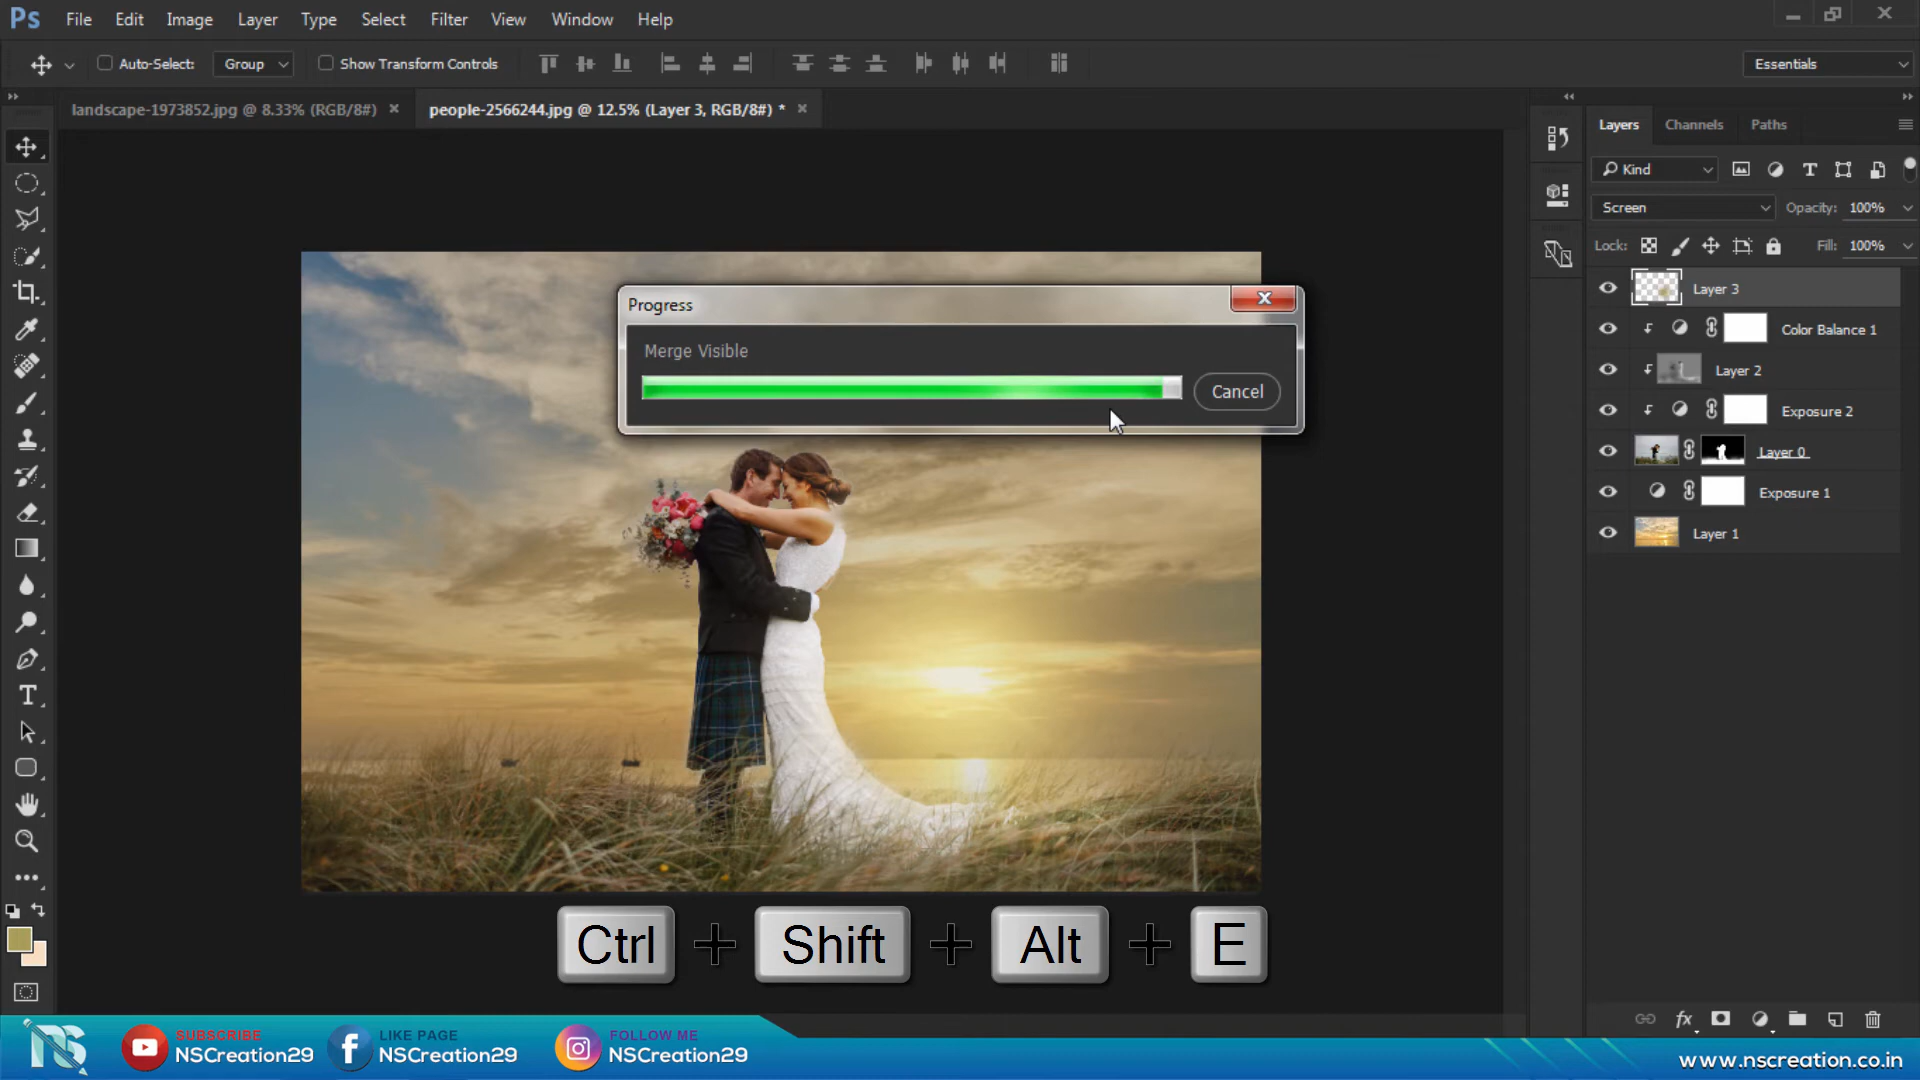 Ps File Edit Image Layer Type Select Filter View Window Help
Auto-Select: Group Show Transform Controls Essentials
landscape-1973852.jpg @ 8.33% (RGB/8#) × people-2566244.jpg @ 12.5% (Layer 3, RGB/8#) * ×
Layers Channels Paths
Kind
Screen Opacity: 100%
Lock: Fill: 100%
Layer 3
Color Balance 1
Layer 2
Exposure 2
Layer 0
Exposure 1
Layer 1
Progress
Merge Visible
Cancel
Ctrl + Shift + Alt + E
NS
SUBSCRIBE
NSCreation29
LIKE PAGE
NSCreation29
FOLLOW ME
NSCreation29
www.nscreation.co.in